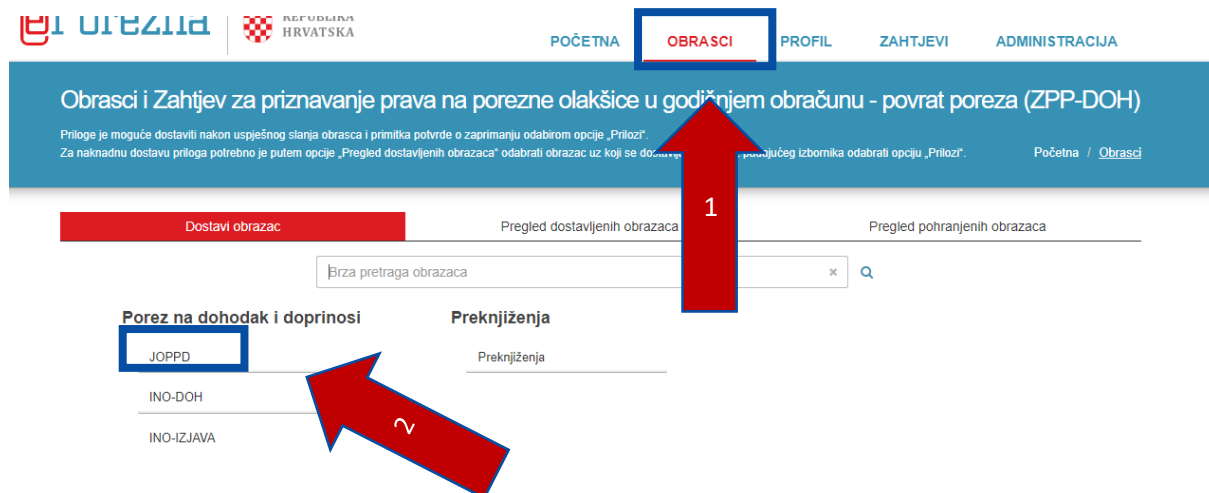 REPUBLIKA
HRVATSKA
POČETNA OBRASCI PROFIL ZAHTJEVI ADMINISTRACIJA
Obrasci i Zahtjev za priznavanje prava na porezne olakšice u godišnjem obračunu - povrat poreza (ZPP-DOH)
Priloge je moguće dostaviti nakon uspješnog slanja obrasca i primitka potvrde o zaprimanju odabirom opcije „Prilozi".
Za naknadnu dostavu priloga potrebno je putem opcije „Pregled dostavljenih obrazaca“ odabrati obrazac uz koji se padajućeg izbornika odabrati opciju „Prilozi".
Početna / Obrasci
1
Dostavi obrazac Pregled dostavljenih obrazaca Pregled pohranjenih obrazaca
Brza pretraga obrazaca ×
Porez na dohodak i doprinosi Preknjiženja
JOPPD Preknjiženja
INO-DOH
2
INO-IZJAVA